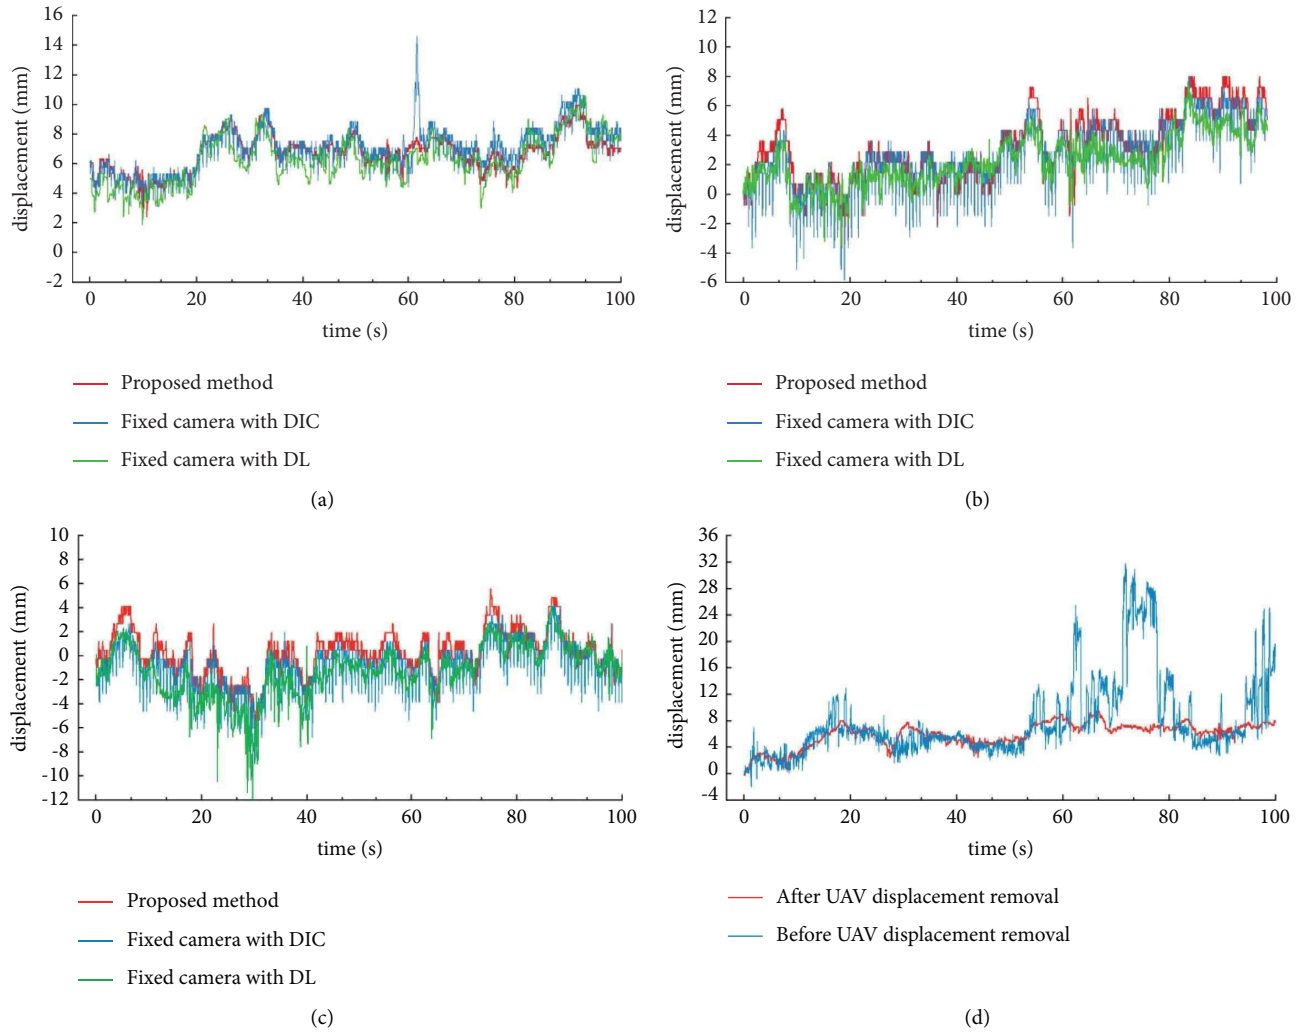 16
14
12
10
8
6
4
2
0
-2
displacement (mm)
0 20 40 60 80 100
time (s)
Proposed method
Fixed camera with DIC
Fixed camera with DL
(a)
12
10
8
6
4
2
0
-2
-4
-6
displacement (mm)
0 20 40 60 80 100
time (s)
Proposed method
Fixed camera with DIC
Fixed camera with DL
(b)
10
8
6
4
2
0
-2
-4
-6
-8
-10
-12
displacement (mm)
0 20 40 60 80 100
time (s)
Proposed method
Fixed camera with DIC
Fixed camera with DL
(c)
36
32
28
24
20
16
12
8
4
0
-4
displacement (mm)
0 20 40 60 80 100
time (s)
After UAV displacement removal
Before UAV displacement removal
(d)